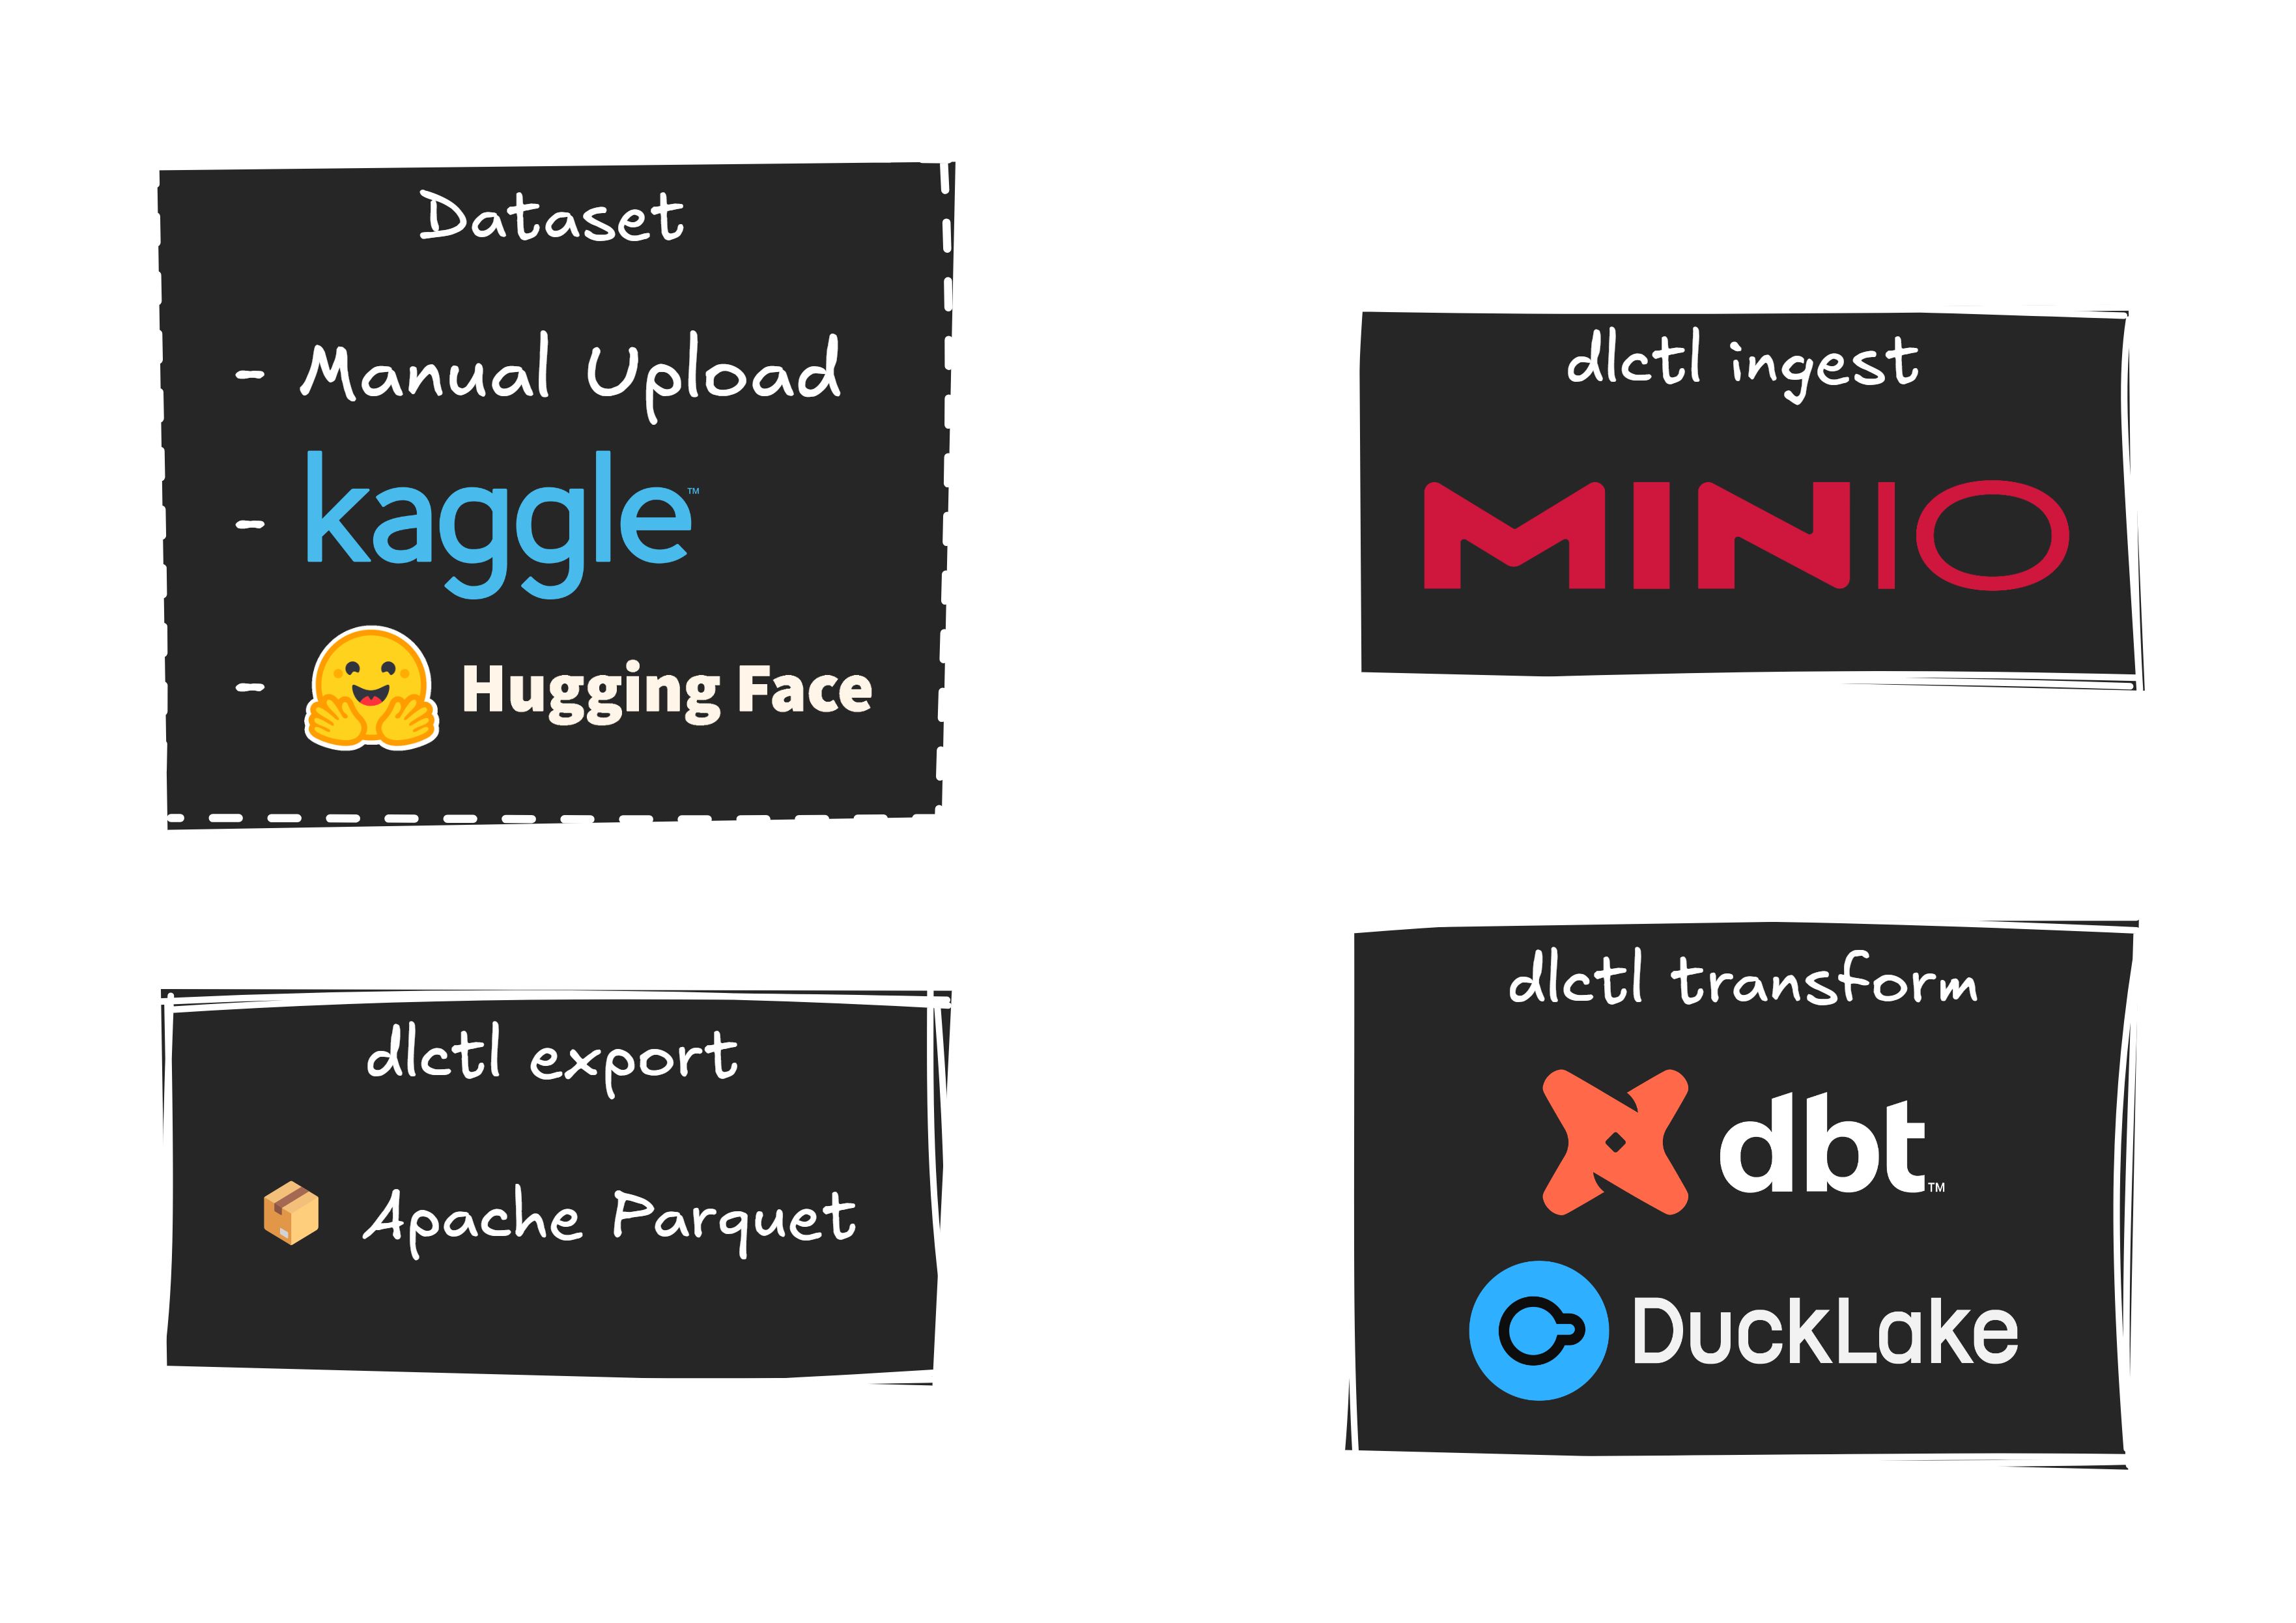 Dataset
- Manual Upload
- kaggle™
- Hugging Face
dlctl ingest
MINIO
dlctl export
Apache Parquet
dlctl transform
dbt™
DuckLake